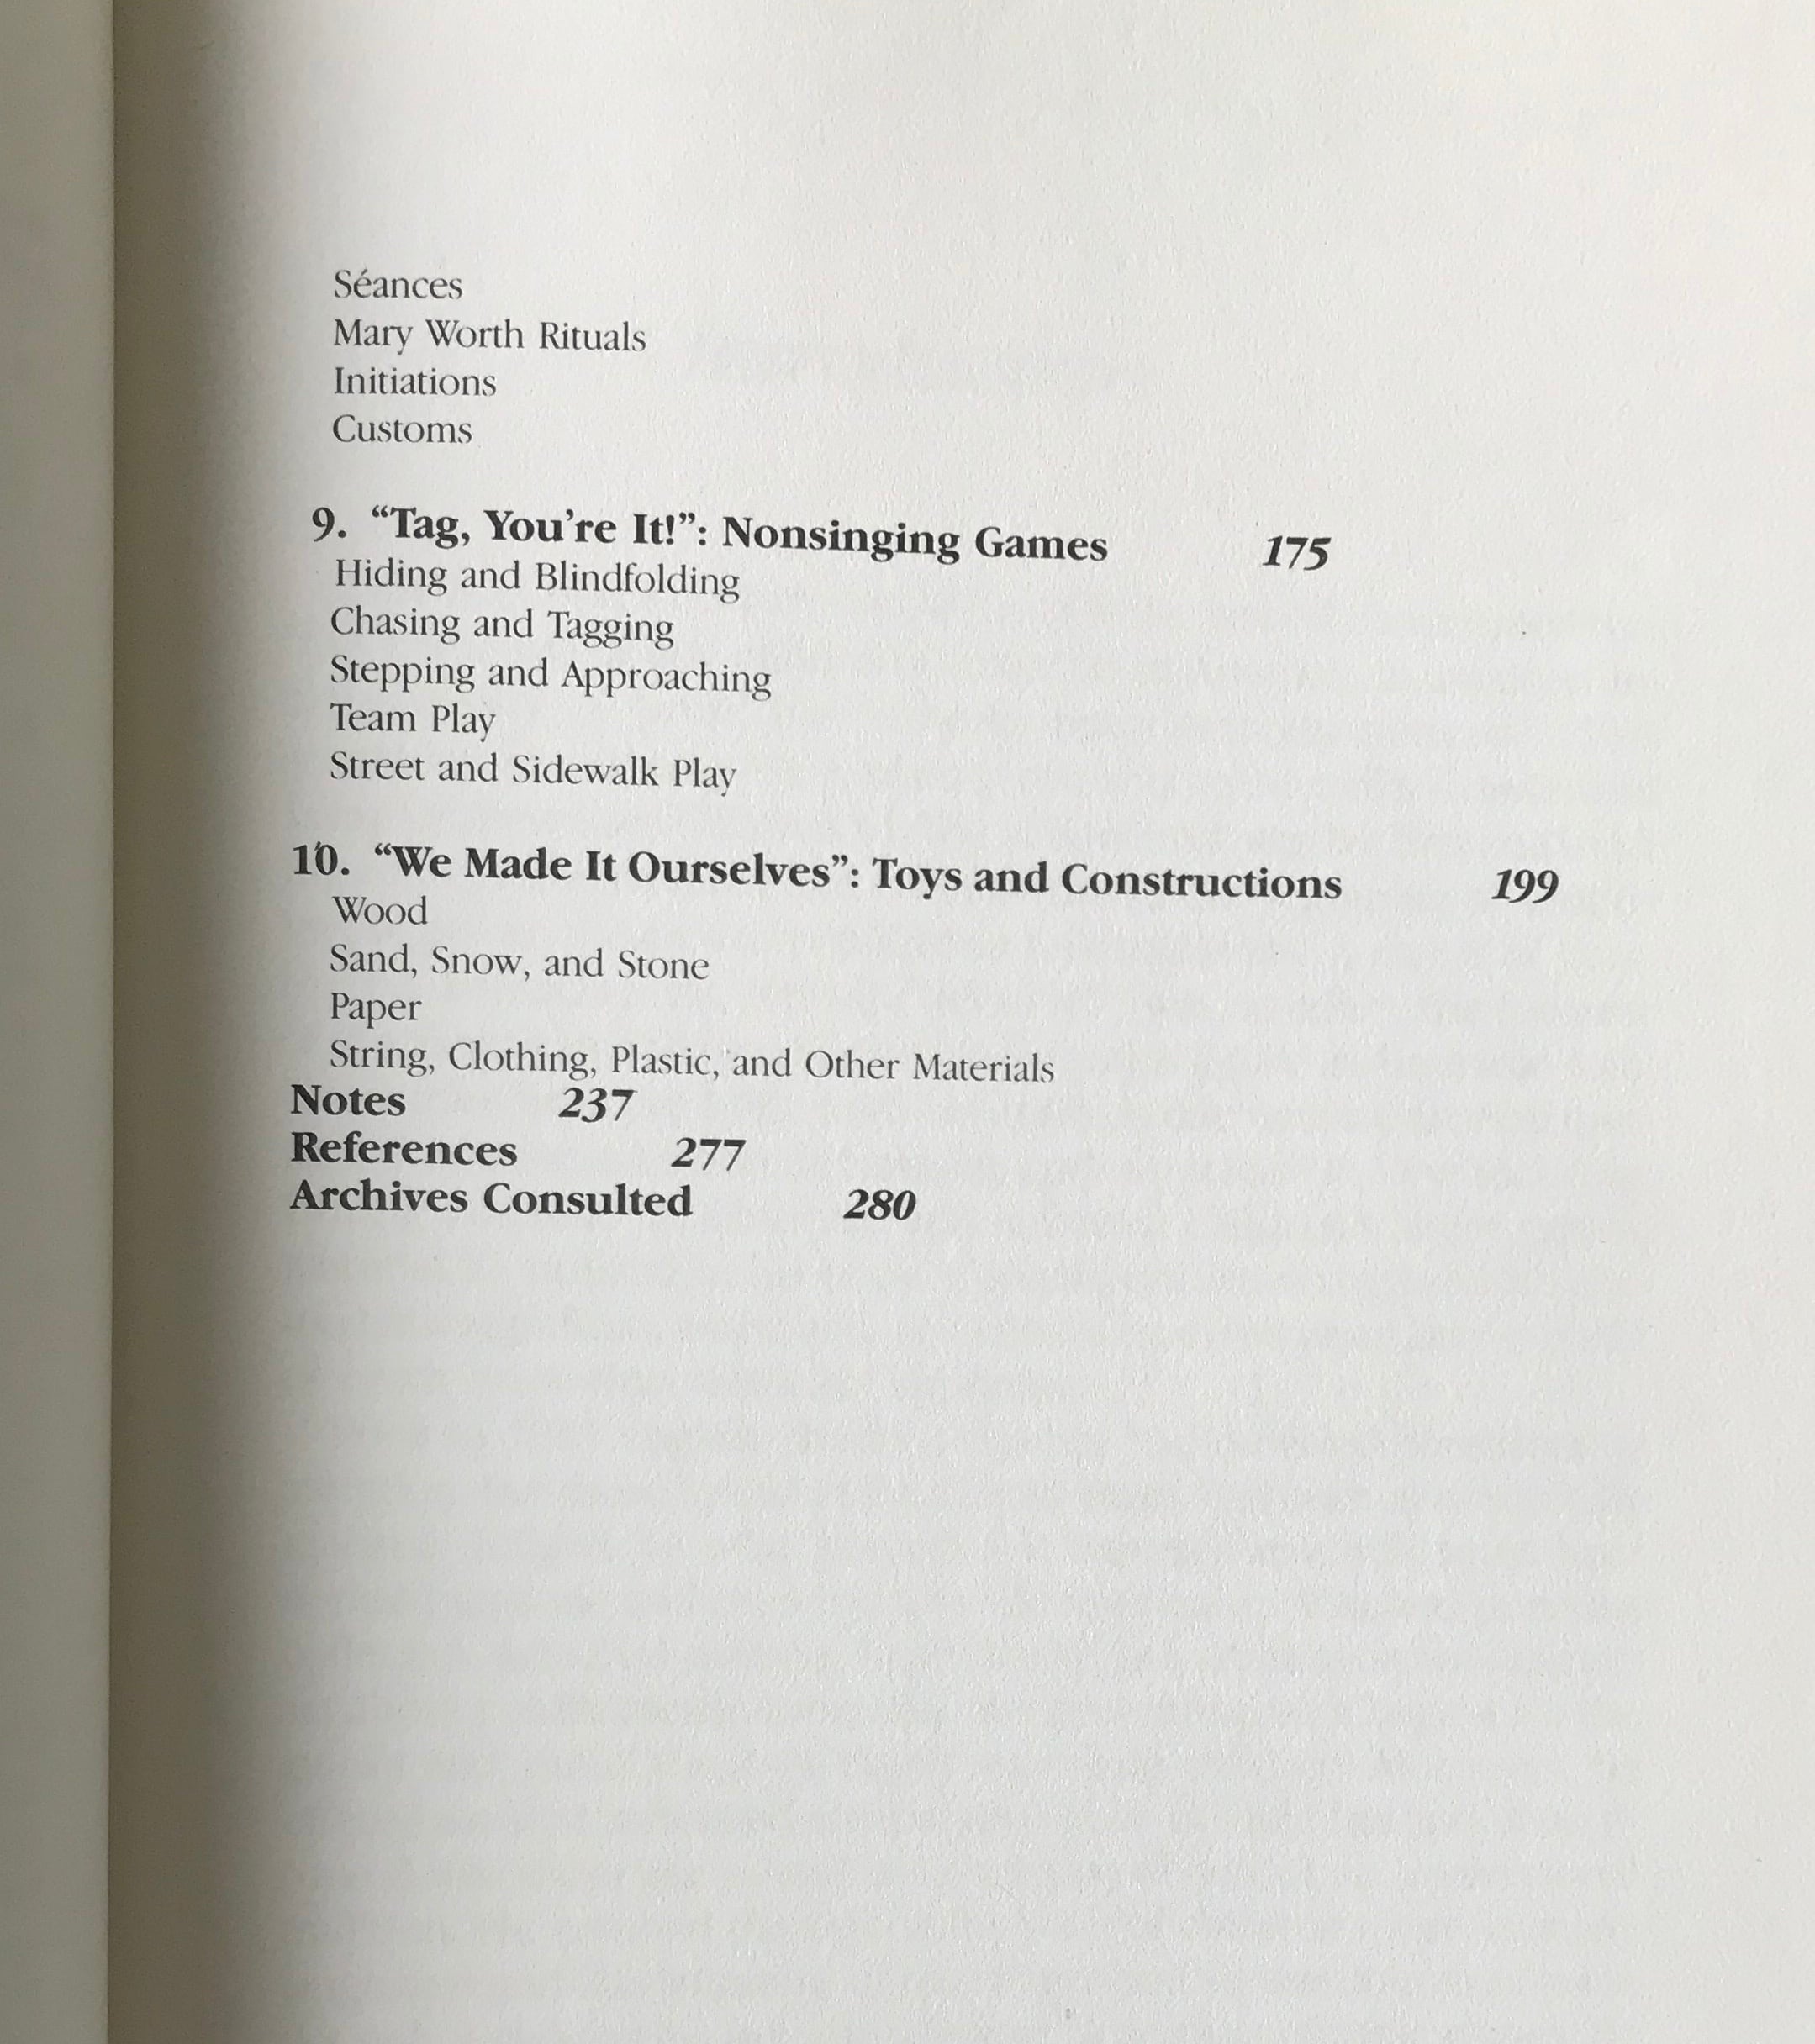 Séances
Mary Worth Rituals
Initiations
Customs
9. “Tag, You’re It!”: Nonsinging Games 175
Hiding and Blindfolding
Chasing and Tagging
Stepping and Approaching
Team Play
Street and Sidewalk Play
10. “We Made It Ourselves”: Toys and Constructions 199
Wood
Sand, Snow, and Stone
Paper
String, Clothing, Plastic, and Other Materials
Notes 237
References 277
Archives Consulted 280